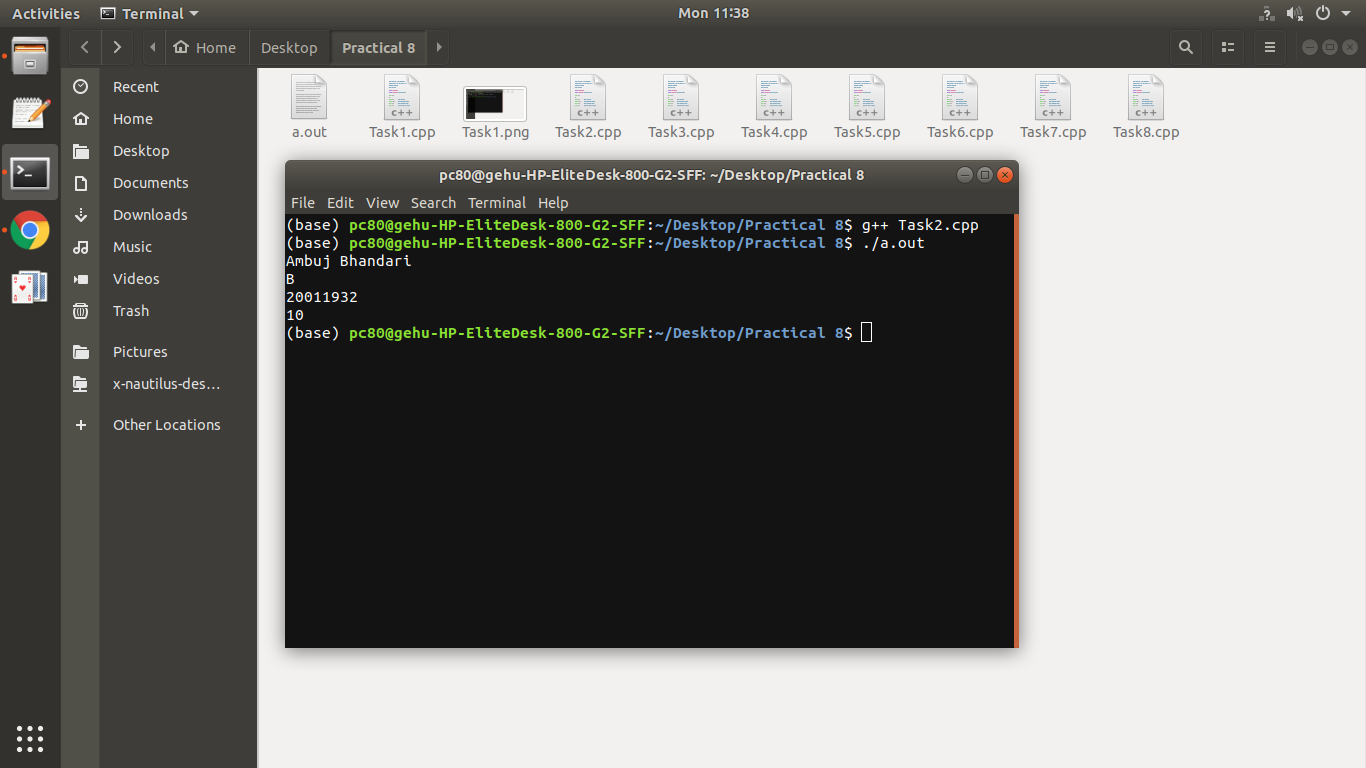 Activities Terminal Mon 11:38
Home Desktop Practical 8
Recent
Home
Desktop
Documents
Downloads
Music
Videos
Trash
Pictures
x-nautilus-des…
Other Locations
a.out Task1.cpp Task1.png Task2.cpp Task3.cpp Task4.cpp Task5.cpp Task6.cpp Task7.cpp Task8.cpp
pc80@gehu-HP-EliteDesk-800-G2-SFF: ~/Desktop/Practical 8
File Edit View Search Terminal Help
(base) pc80@gehu-HP-EliteDesk-800-G2-SFF:~/Desktop/Practical 8$ g++ Task2.cpp
(base) pc80@gehu-HP-EliteDesk-800-G2-SFF:~/Desktop/Practical 8$ ./a.out
Ambuj Bhandari
B
20011932
10
(base) pc80@gehu-HP-EliteDesk-800-G2-SFF:~/Desktop/Practical 8$